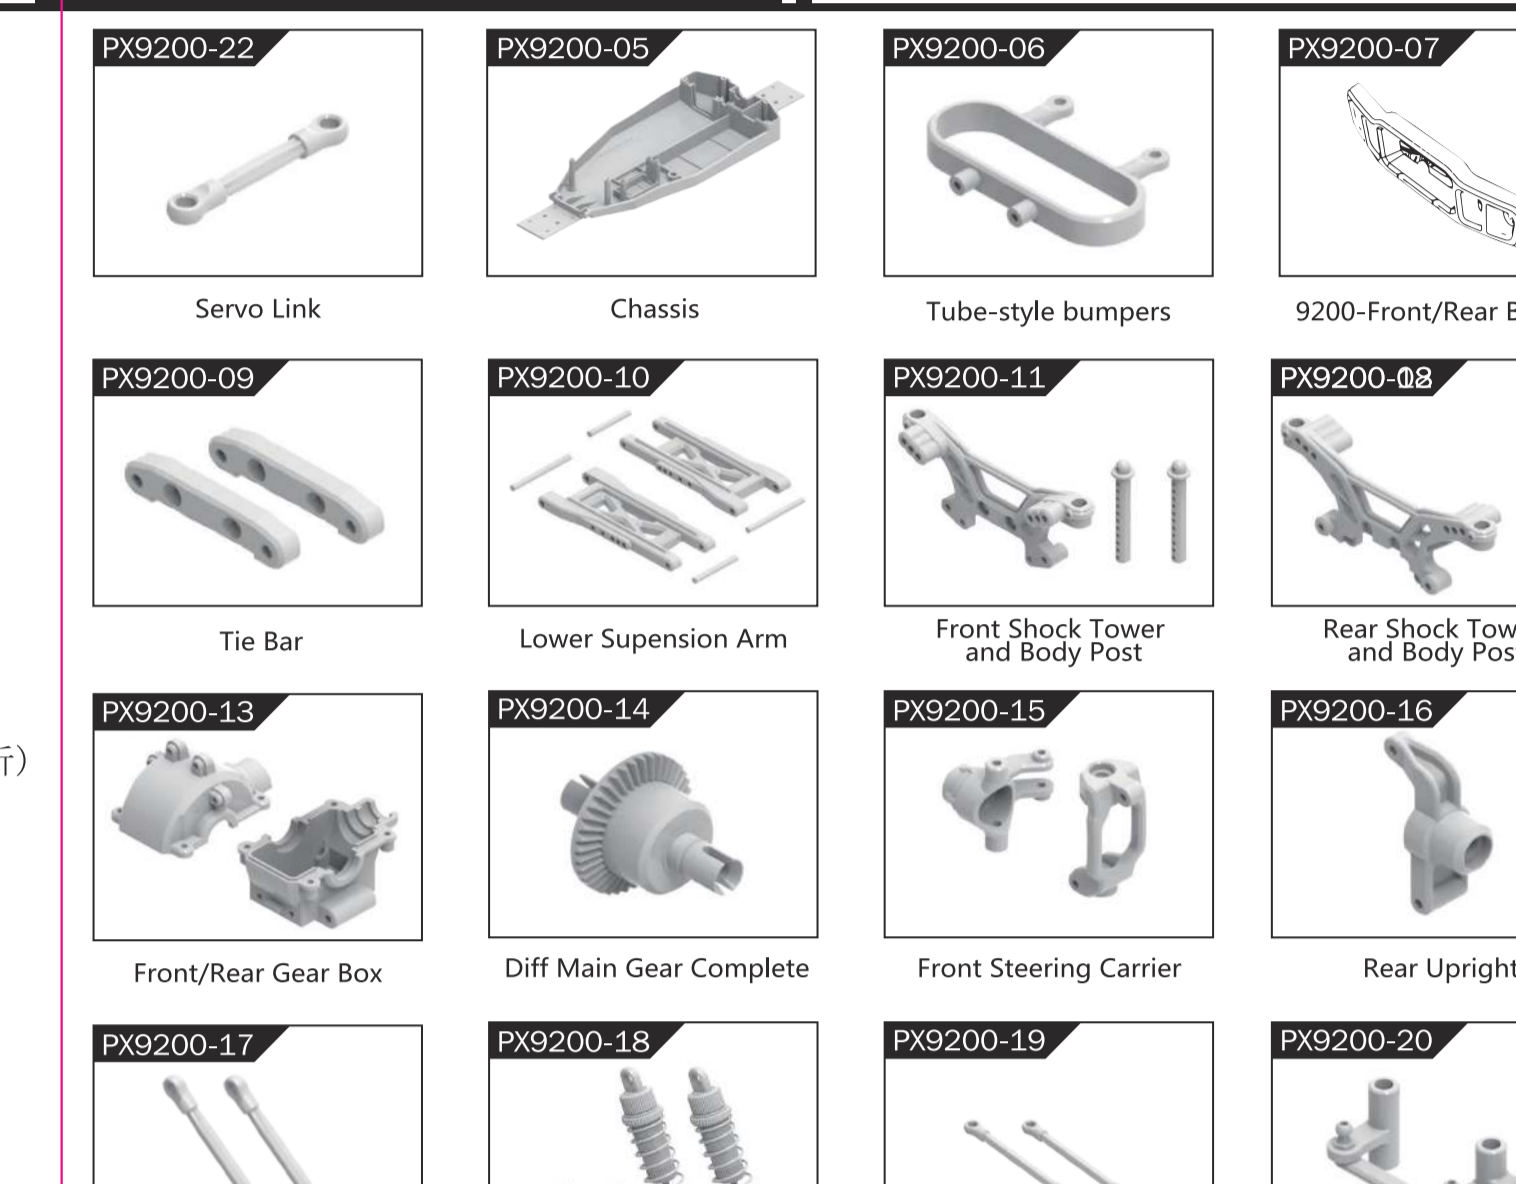 PX9200-22
PX9200-05
PX9200-06
PX9200-07
Servo Link
Chassis
Tube-style bumpers
9200-Front/Rear B
PX9200-09
PX9200-10
PX9200-11
PX9200-
Tie Bar
Lower Supension Arm
Front Shock Tower
and Body Post
Rear Shock Tow
and Body Pos
PX9200-13
PX9200-14
PX9200-15
PX9200-16
Front/Rear Gear Box
Diff Main Gear Complete
Front Steering Carrier
Rear Upright
PX9200-17
PX9200-18
PX9200-19
PX9200-20